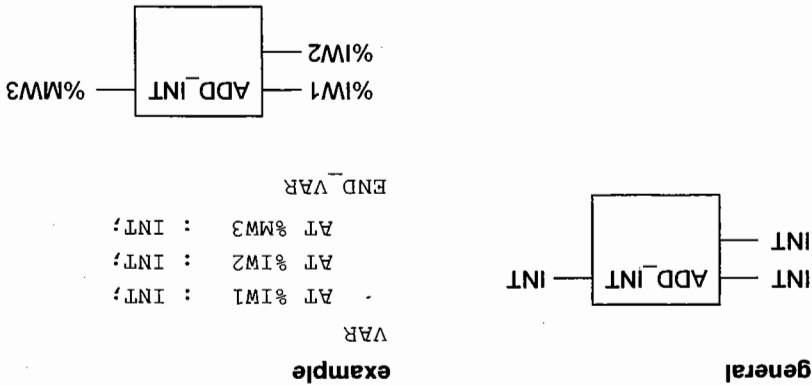 general
INT ADD_INT INT
INT
example
VAR
AT %IW1 : INT;
AT %IW2 : INT;
AT %MW3 : INT;
END_VAR
%IW1 ADD_INT %MW3
%IW2